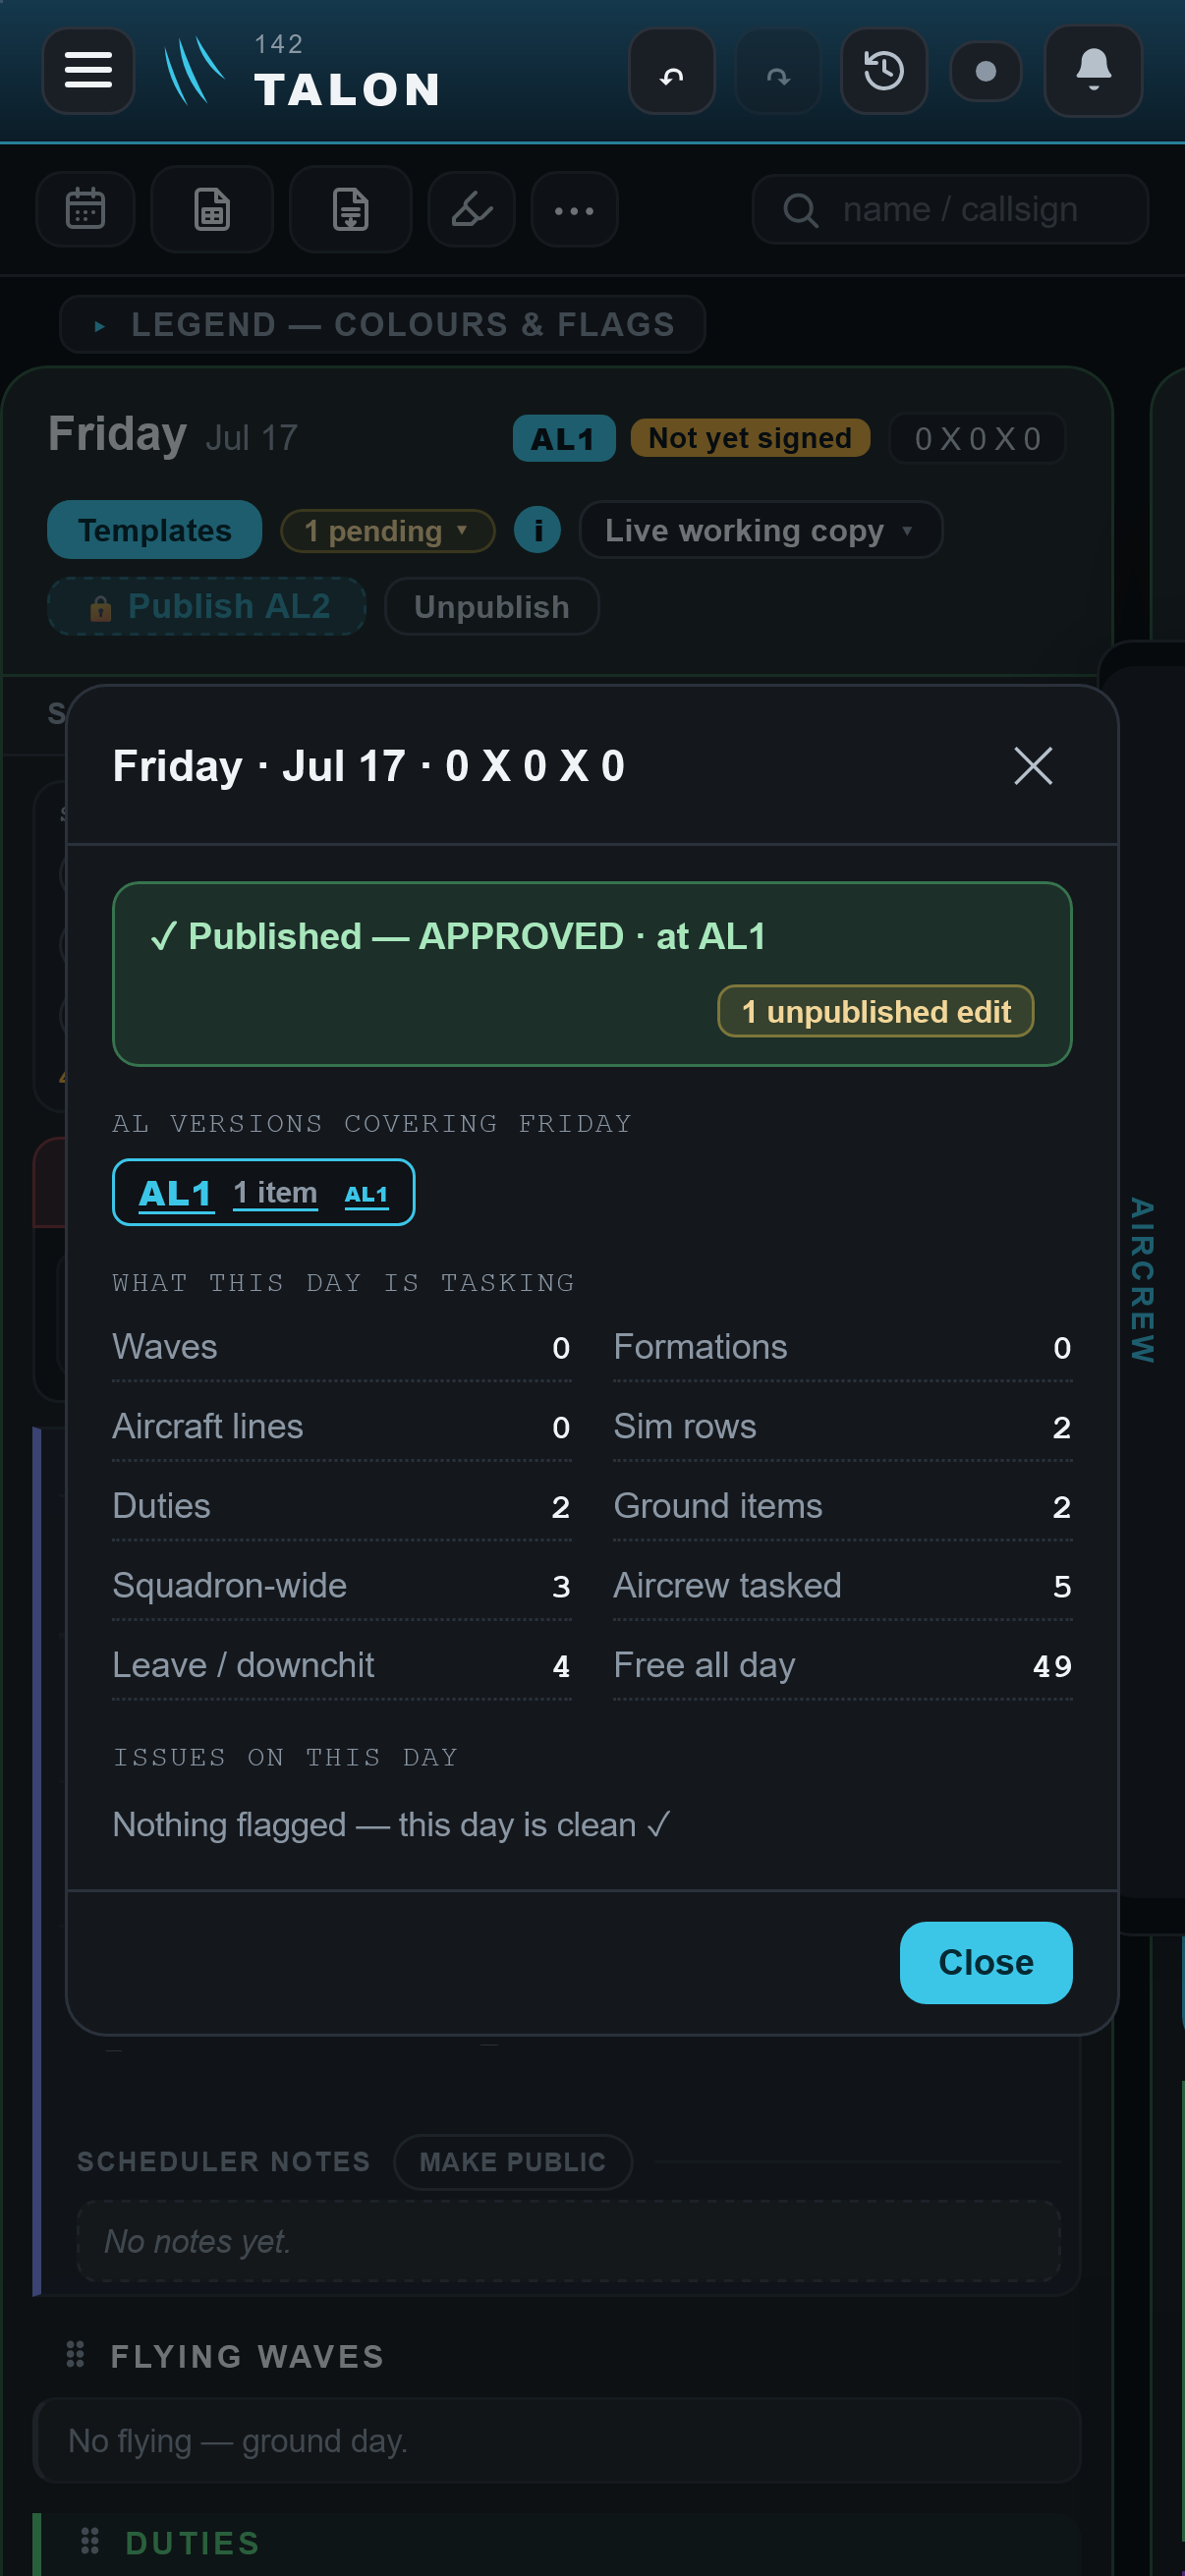 142
TALON
name / callsign
▸ LEGEND — COLOURS & FLAGS
Friday Jul 17 AL1 Not yet signed 0 X 0 X 0
Templates 1 pending ▾ i Live working copy ▾
🔒 Publish AL2 Unpublish
Friday · Jul 17 · 0 X 0 X 0
✓ Published — APPROVED · at AL1
1 unpublished edit
AL VERSIONS COVERING FRIDAY
AL1 1 item AL1
WHAT THIS DAY IS TASKING
Waves 0 Formations 0
Aircraft lines 0 Sim rows 2
Duties 2 Ground items 2
Squadron-wide 3 Aircrew tasked 5
Leave / downchit 4 Free all day 49
ISSUES ON THIS DAY
Nothing flagged — this day is clean ✓
Close
AIRCREW
SCHEDULER NOTES MAKE PUBLIC
No notes yet.
FLYING WAVES
No flying — ground day.
DUTIES